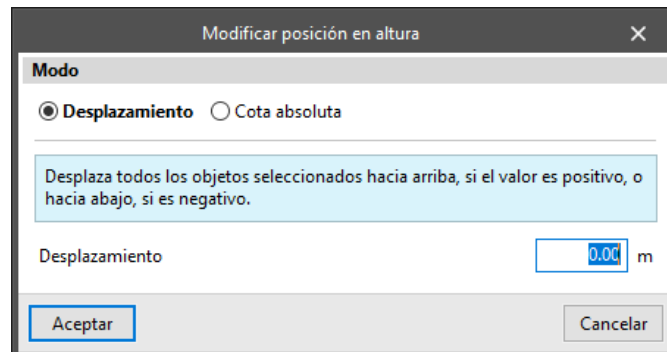 Modificar posición en altura
Modo
Desplazamiento Cota absoluta
Desplaza todos los objetos seleccionados hacia arriba, si el valor es positivo, o
hacia abajo, si es negativo.
Desplazamiento 0.00 m
Aceptar Cancelar